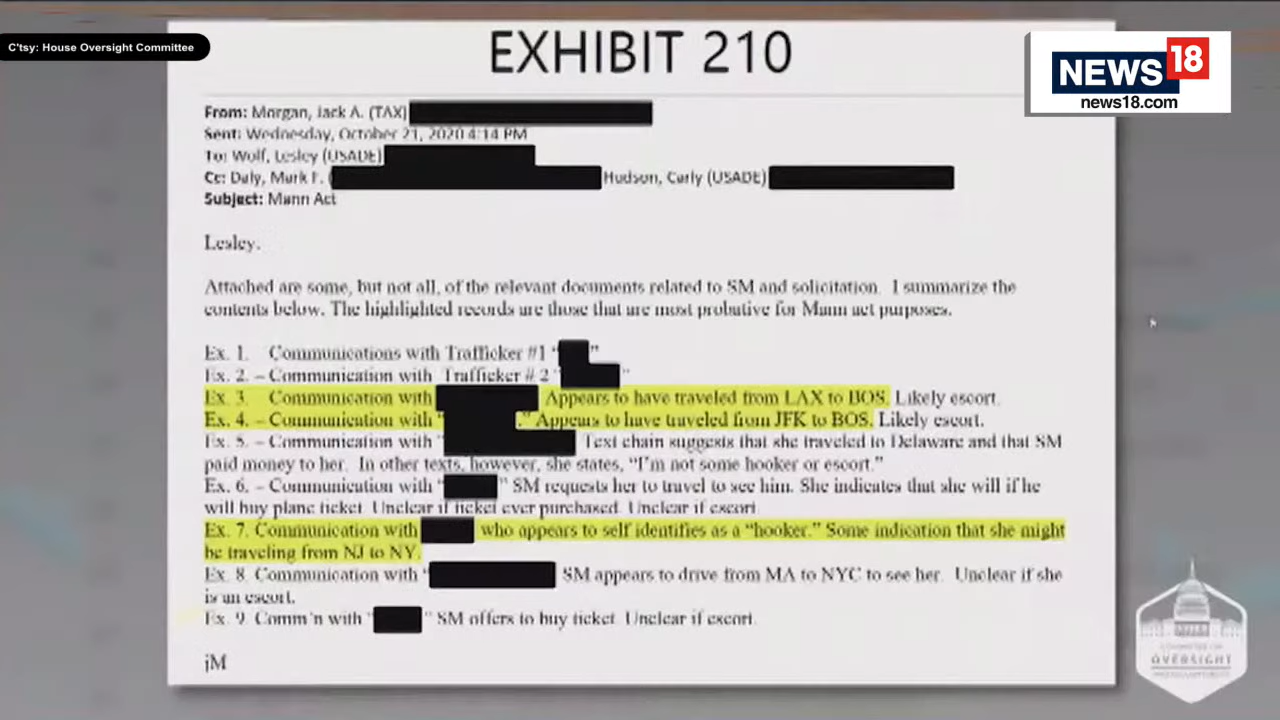 C'tsy: House Oversight Committee
NEWS 18
news18.com
EXHIBIT 210
From: Morgan, Jack A. (TAX)
Sent: Wednesday, October 21, 2020 4:14 PM
To: Wolf, Lesley (USADE)
Cc: Daly, Mark F. ( Hudson, Carly (USADE)
Subject: Mann Act
Lesley.
Attached are some, but not all, of the relevant documents related to SM and solicitation. I summarize the
contents below. The highlighted records are those that are most probative for Mann act purposes.
Ex. 1. Communications with Trafficker #1 " "
Ex. 2. – Communication with Trafficker # 2 " "
Ex. 3. Communication with Appears to have traveled from LAX to BOS. Likely escort.
Ex. 4. – Communication with " ." Appears to have traveled from JFK to BOS. Likely escort.
Ex. 5. – Communication with " Text chain suggests that she traveled to Delaware and that SM
paid money to her. In other texts, however, she states, "I'm not some hooker or escort."
Ex. 6. – Communication with " " SM requests her to travel to see him. She indicates that she will if he
will buy plane ticket. Unclear if ticket ever purchased. Unclear if escort
Ex. 7. Communication with who appears to self identifies as a "hooker." Some indication that she might
be traveling from NJ to NY.
Ex. 8. Communication with " SM appears to drive from MA to NYC to see her. Unclear if she
is an escort.
Ex. 9. Comm'n with " " SM offers to buy ticket. Unclear if escort.
jM
COMMITTEE ON
OVERSIGHT